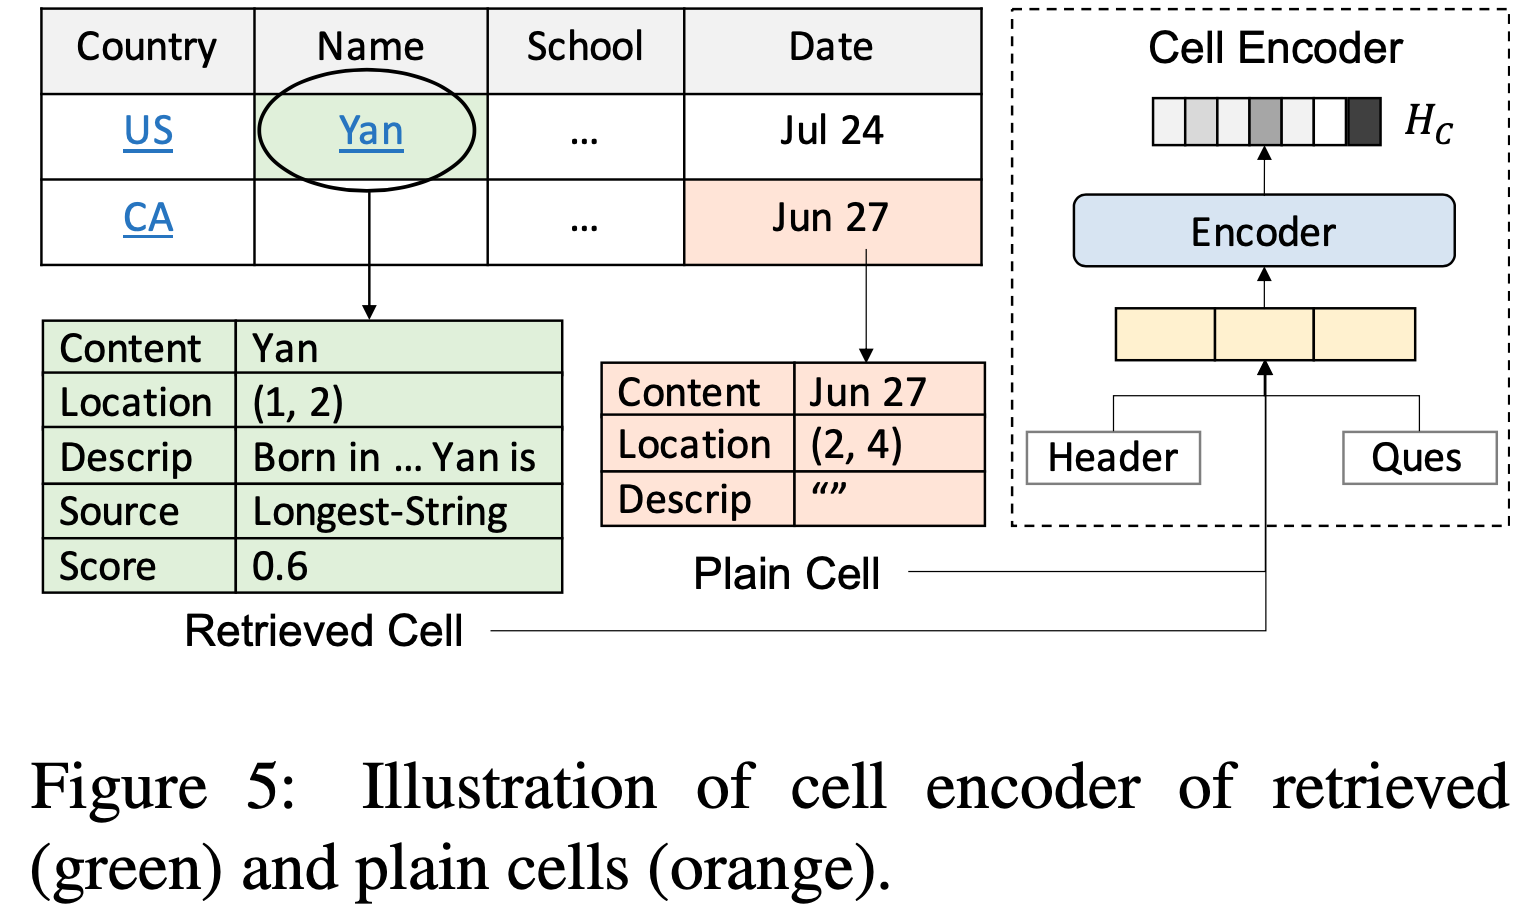 Country Name School Date
US Yan ... Jul 24
CA ... Jun 27
Content Yan
Location (1, 2)
Descrip Born in ... Yan is
Source Longest-String
Score 0.6
Retrieved Cell
Content Jun 27
Location (2, 4)
Descrip “”
Plain Cell
Cell Encoder
H_C
Encoder
Header Ques
Figure 5: Illustration of cell encoder of retrieved
(green) and plain cells (orange).